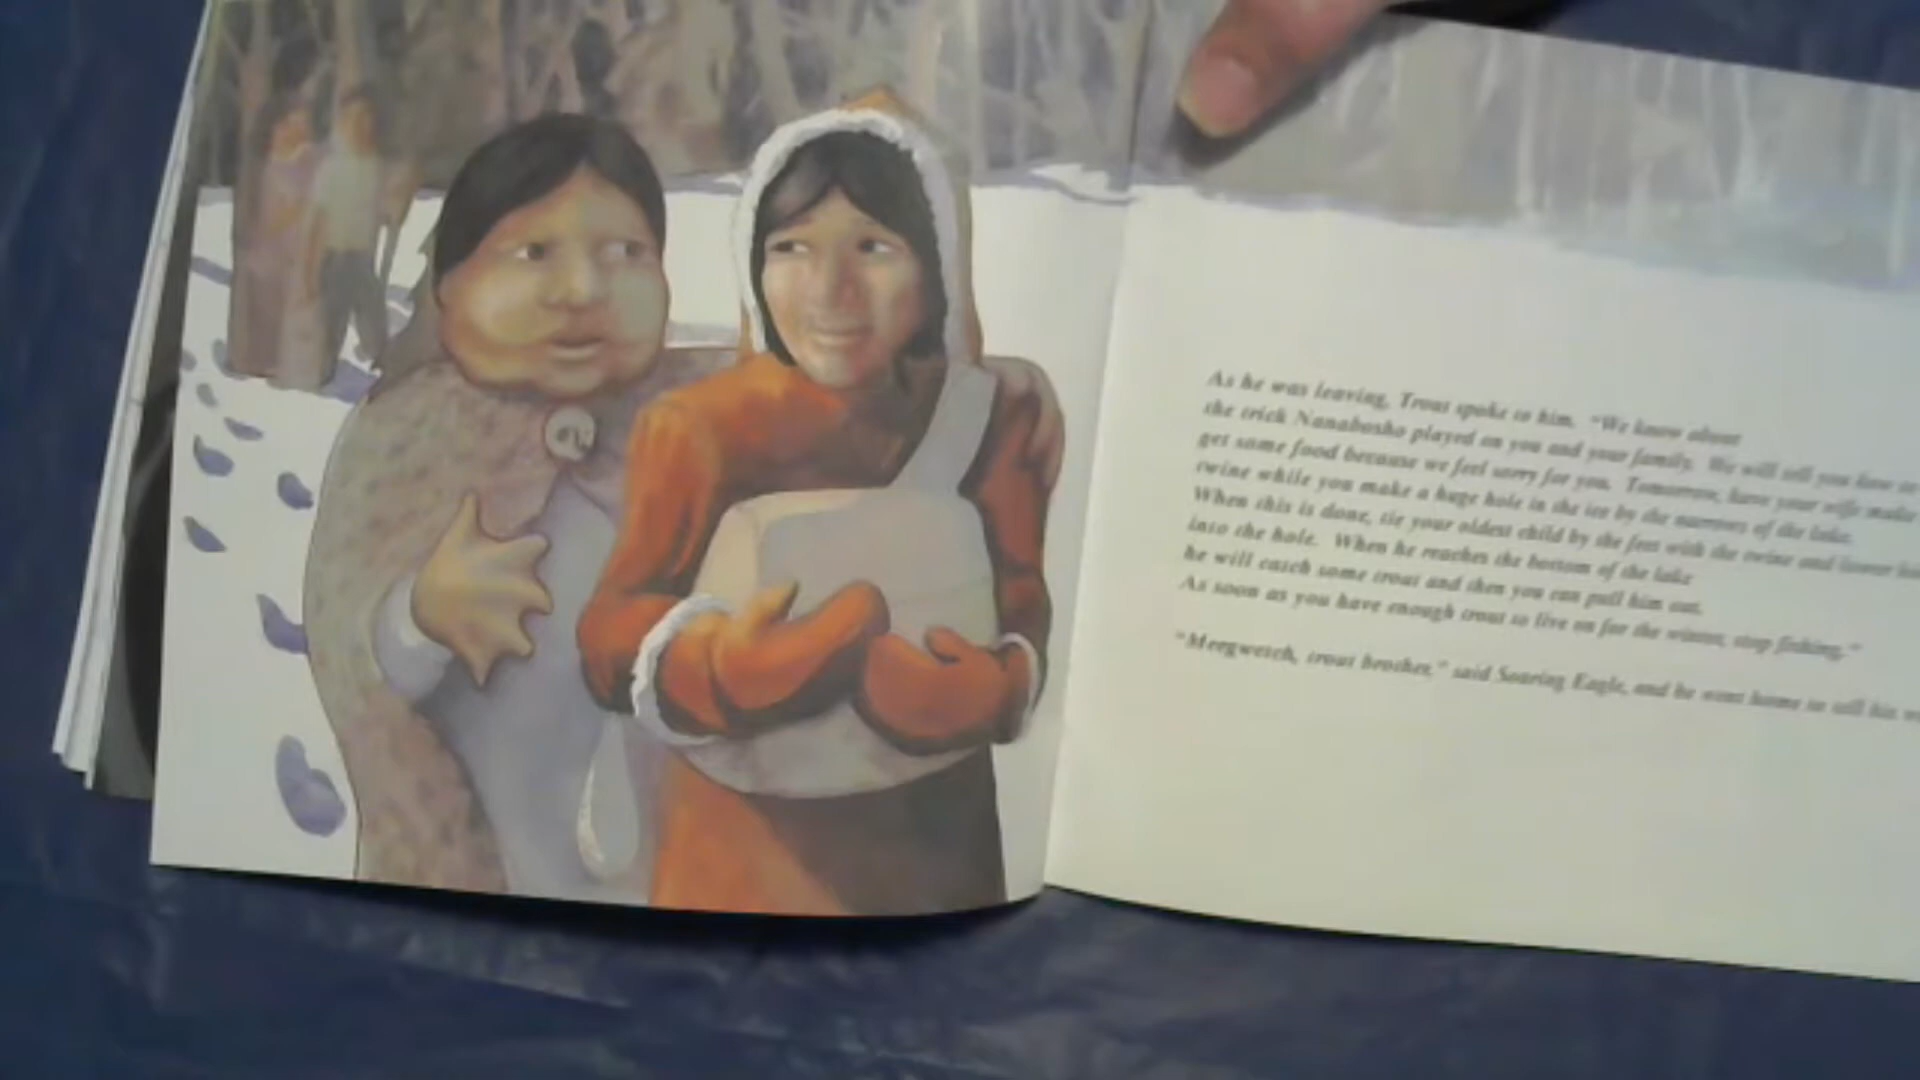 As he was leaving, Trout spoke to him. "We know about
the trick Nanabosho played on you and your family. We will tell you how to
get some food because we feel sorry for you. Tomorrow, have your wife make
twine while you make a huge hole in the ice by the narrows of the lake.
When this is done, tie your oldest child by the feet with the twine and lower him
into the hole. When he reaches the bottom of the lake
he will catch some trout and then you can pull him out.
As soon as you have enough trout to live on for the winter, stop fishing."
"Meegwetch, trout brother," said Soaring Eagle, and he went home to tell his